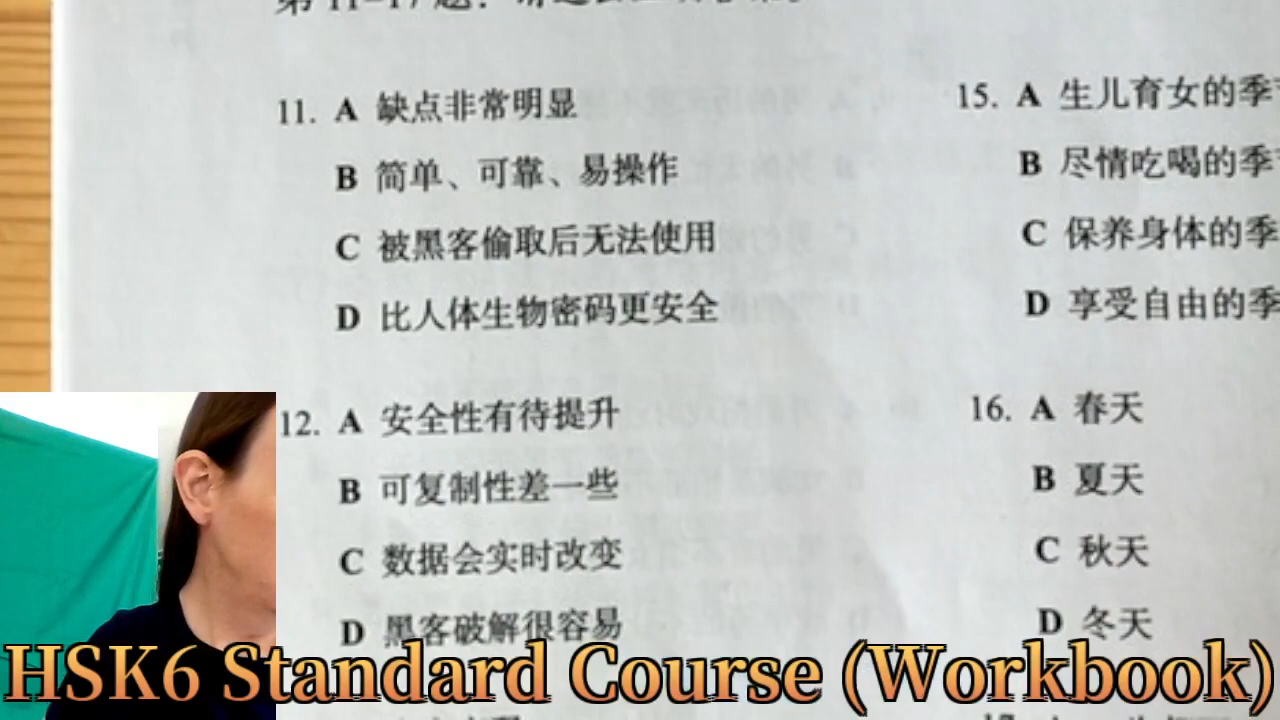 11. A 缺点非常明显
B 简单、可靠、易操作
C 被黑客偷取后无法使用
D 比人体生物密码更安全
12. A 安全性有待提升
B 可复制性差一些
C 数据会实时改变
D 黑客破解很容易
15. A 生儿育女的季
B 尽情吃喝的季
C 保养身体的季
D 享受自由的季
16. A 春天
B 夏天
C 秋天
D 冬天
HSK6 Standard Course (Workbook)